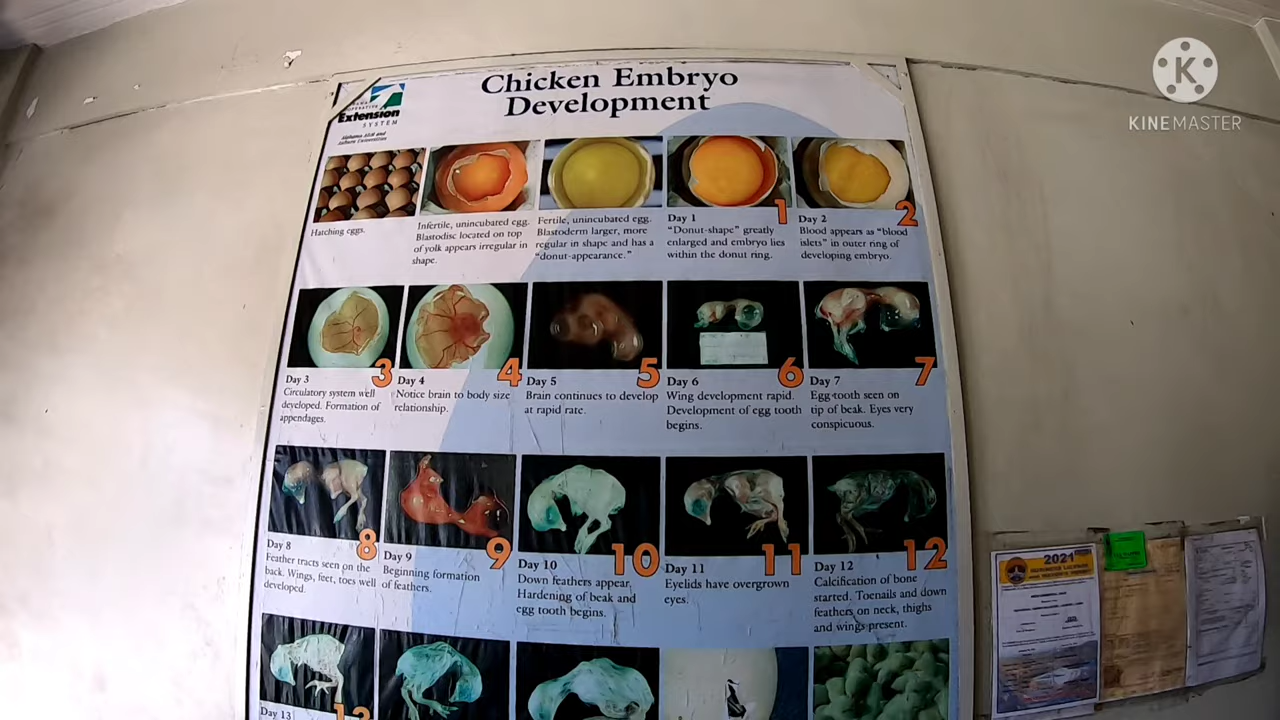 Chicken Embryo
Development
Extension
SYSTEM
Alabama A&M and
Auburn Universities
KINEMASTER
Hatching eggs.
Infertile, unincubated egg.
Blastodisc located on top
of yolk appears irregular in
shape.
Fertile, unincubated egg.
Blastoderm larger, more
regular in shape and has a
"donut-appearance."
1
Day 1
"Donut-shape" greatly
enlarged and embryo lies
within the donut ring.
2
Day 2
Blood appears as "blood
islets" in outer ring of
developing embryo.
3
Day 3
Circulatory system well
developed. Formation of
appendages.
4
Day 4
Notice brain to body size
relationship.
5
Day 5
Brain continues to develop
at rapid rate.
6
Day 6
Wing development rapid.
Development of egg tooth
begins.
7
Day 7
Egg-tooth seen on
tip of beak. Eyes very
conspicuous.
8
Day 8
Feather tracts seen on the
back. Wings, feet, toes well
developed.
9
Day 9
Beginning formation
of feathers.
10
Day 10
Down feathers appear.
Hardening of beak and
egg tooth begins.
11
Day 11
Eyelids have overgrown
eyes.
12
Day 12
Calcification of bone
started. Toenails and down
feathers on neck, thighs
and wings present.
13
Day 13
2021